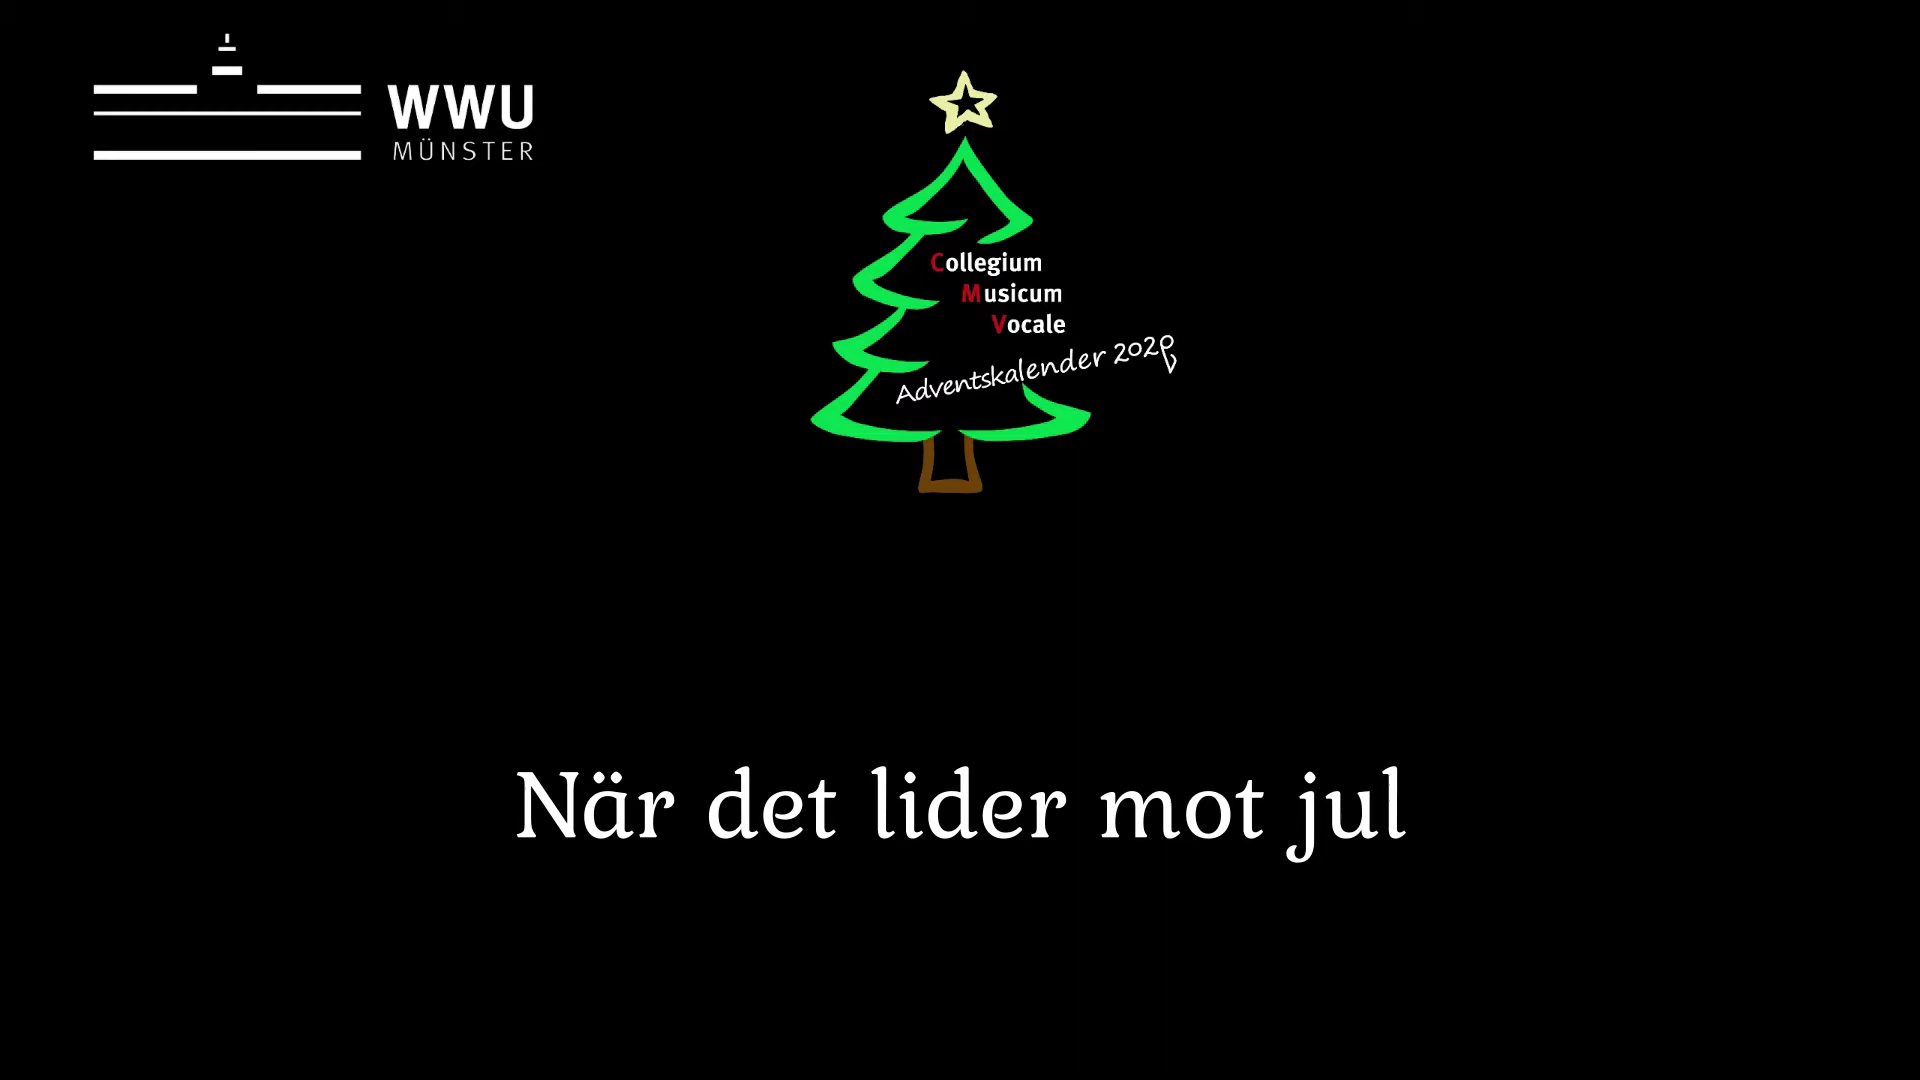 WWU
MÜNSTER
Collegium
Musicum
Vocale
Adventskalender 2020
När det lider mot jul